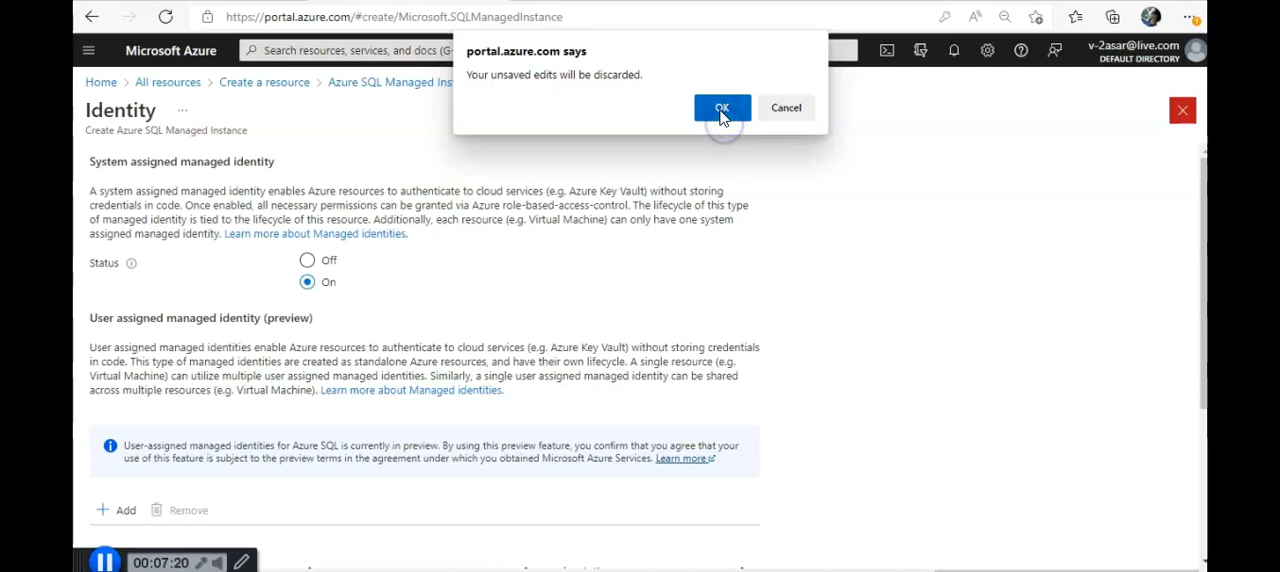 https://portal.azure.com/#create/Microsoft.SQLManagedInstance
Microsoft Azure
Search resources, services, and docs (G-
v-2asar@live.com
DEFAULT DIRECTORY
portal.azure.com says
Your unsaved edits will be discarded.
OK
Cancel
Home
All resources
Create a resource
Azure SQL Managed Ins
Identity
Create Azure SQL Managed Instance
System assigned managed identity
A system assigned managed identity enables Azure resources to authenticate to cloud services (e.g. Azure Key Vault) without storing
credentials in code. Once enabled, all necessary permissions can be granted via Azure role-based-access-control. The lifecycle of this type
of managed identity is tied to the lifecycle of this resource. Additionally, each resource (e.g. Virtual Machine) can only have one system
assigned managed identity. Learn more about Managed identities.
Status
Off
On
User assigned managed identity (preview)
User assigned managed identities enable Azure resources to authenticate to cloud services (e.g. Azure Key Vault) without storing credentials
in code. This type of managed identities are created as standalone Azure resources, and have their own lifecycle. A single resource (e.g.
Virtual Machine) can utilize multiple user assigned managed identities. Similarly, a single user assigned managed identity can be shared
across multiple resources (e.g. Virtual Machine). Learn more about Managed identities.
User-assigned managed identities for Azure SQL is currently in preview. By using this preview feature, you confirm that you agree that your
use of this feature is subject to the preview terms in the agreement under which you obtained Microsoft Azure Services. Learn more
Add
Remove
00:07:20